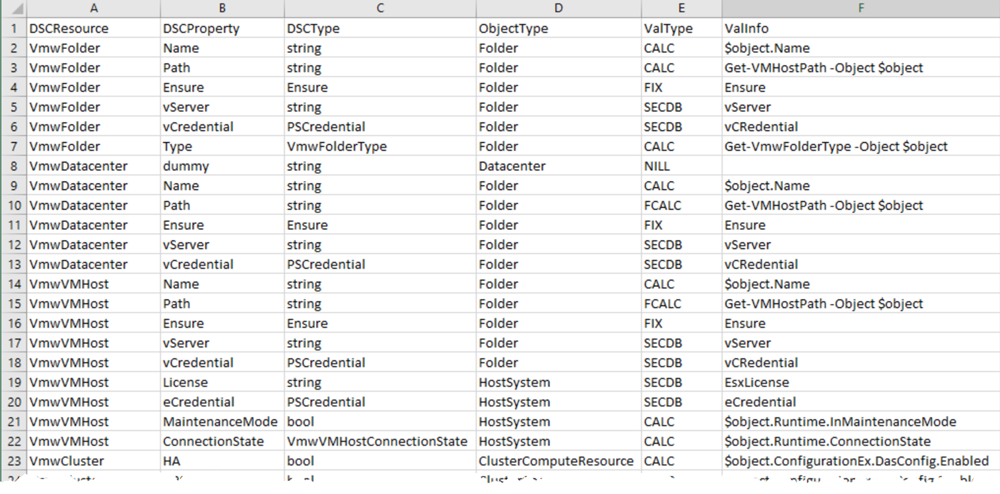 A B C D E F
1 DSCResource DSCProperty DSCType ObjectType ValType ValInfo
2 VmwFolder Name string Folder CALC $object.Name
3 VmwFolder Path string Folder CALC Get-VMHostPath -Object $object
4 VmwFolder Ensure Ensure Folder FIX Ensure
5 VmwFolder vServer string Folder SECDB vServer
6 VmwFolder vCredential PSCredential Folder SECDB vCRedential
7 VmwFolder Type VmwFolderType Folder CALC Get-VmwFolderType -Object $object
8 VmwDatacenter dummy string Datacenter NILL
9 VmwDatacenter Name string Folder CALC $object.Name
10 VmwDatacenter Path string Folder FCALC Get-VMHostPath -Object $object
11 VmwDatacenter Ensure Ensure Folder FIX Ensure
12 VmwDatacenter vServer string Folder SECDB vServer
13 VmwDatacenter vCredential PSCredential Folder SECDB vCRedential
14 VmwVMHost Name string Folder CALC $object.Name
15 VmwVMHost Path string Folder FCALC Get-VMHostPath -Object $object
16 VmwVMHost Ensure Ensure Folder FIX Ensure
17 VmwVMHost vServer string Folder SECDB vServer
18 VmwVMHost vCredential PSCredential Folder SECDB vCRedential
19 VmwVMHost License string HostSystem SECDB EsxLicense
20 VmwVMHost eCredential PSCredential HostSystem SECDB eCredential
21 VmwVMHost MaintenanceMode bool HostSystem CALC $object.Runtime.InMaintenanceMode
22 VmwVMHost ConnectionState VmwVMHostConnectionState HostSystem CALC $object.Runtime.ConnectionState
23 VmwCluster HA bool ClusterComputeResource CALC $object.ConfigurationEx.DasConfig.Enabled